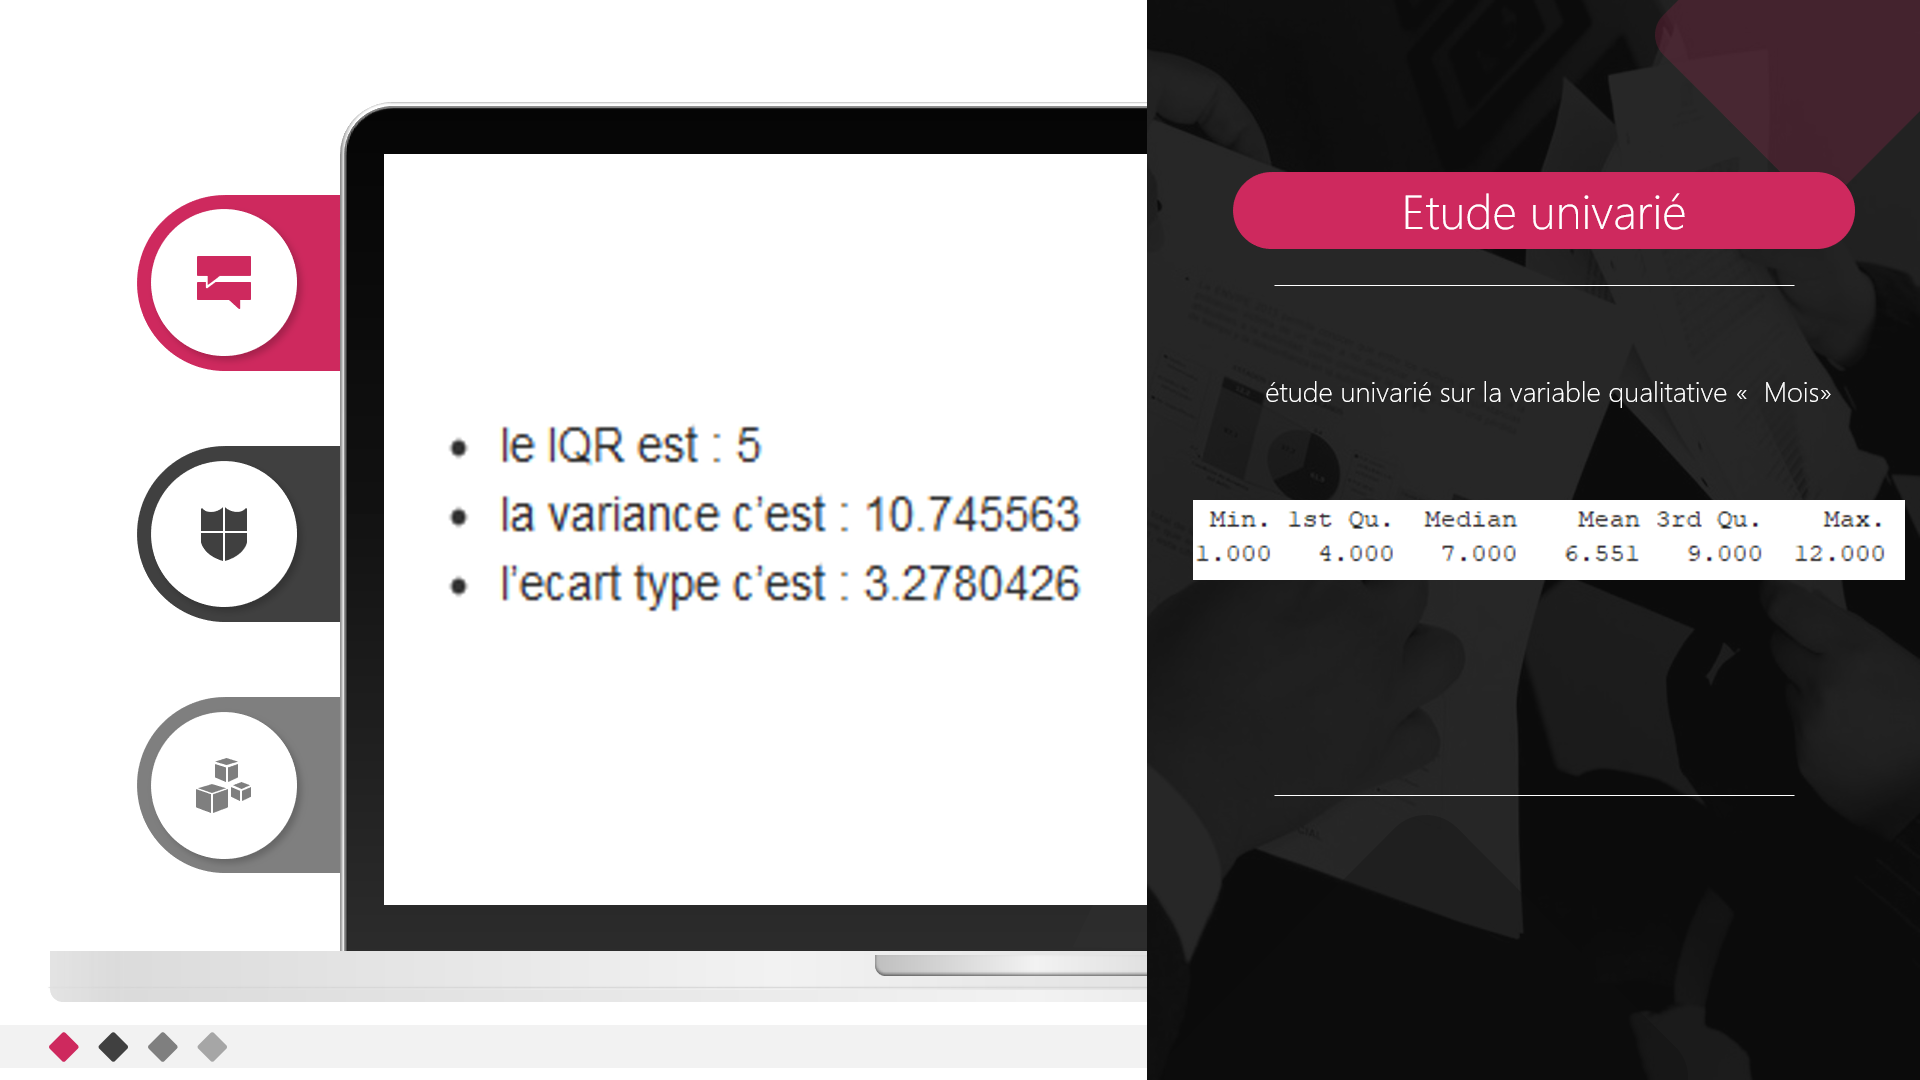 le IQR est : 5
la variance c'est : 10.745563
l'ecart type c'est : 3.2780426
Etude univarié
étude univarié sur la variable qualitative «  Mois»
Min. 1st Qu. Median Mean 3rd Qu. Max.
1.000 4.000 7.000 6.551 9.000 12.000